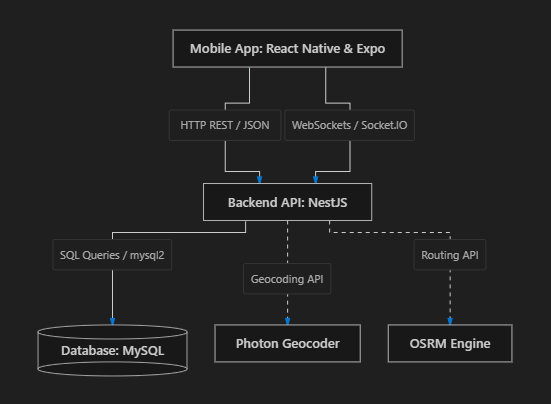 Mobile App: React Native & Expo
HTTP REST / JSON
WebSockets / Socket.IO
Backend API: NestJS
SQL Queries / mysql2
Routing API
Geocoding API
Database: MySQL
Photon Geocoder
OSRM Engine